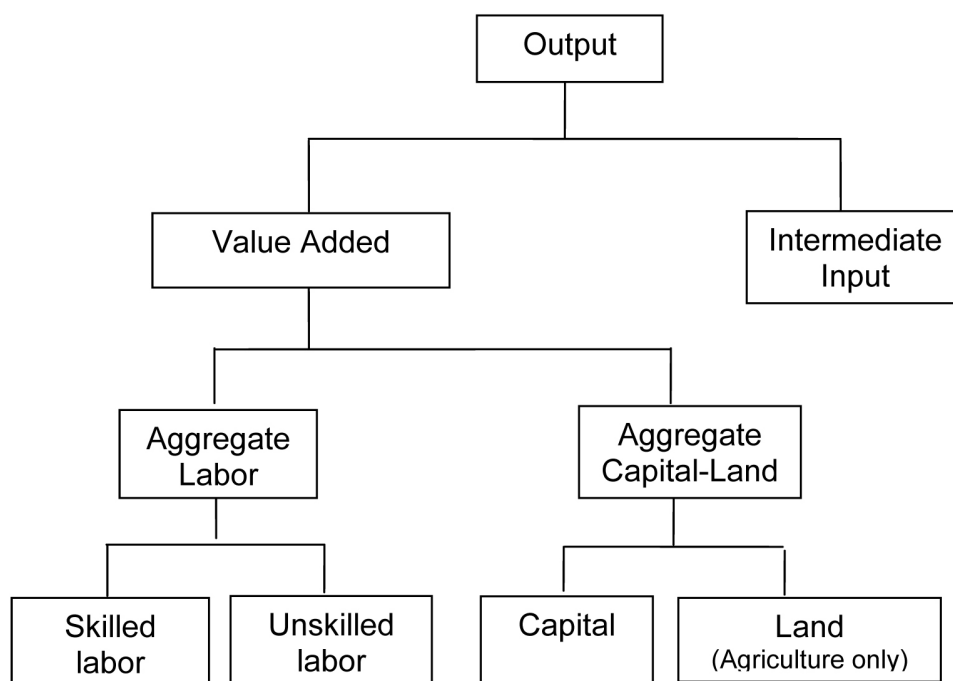 Output
Value Added
Intermediate
Input
Aggregate
Labor
Aggregate
Capital-Land
Skilled
labor
Unskilled
labor
Capital
Land
(Agriculture only)